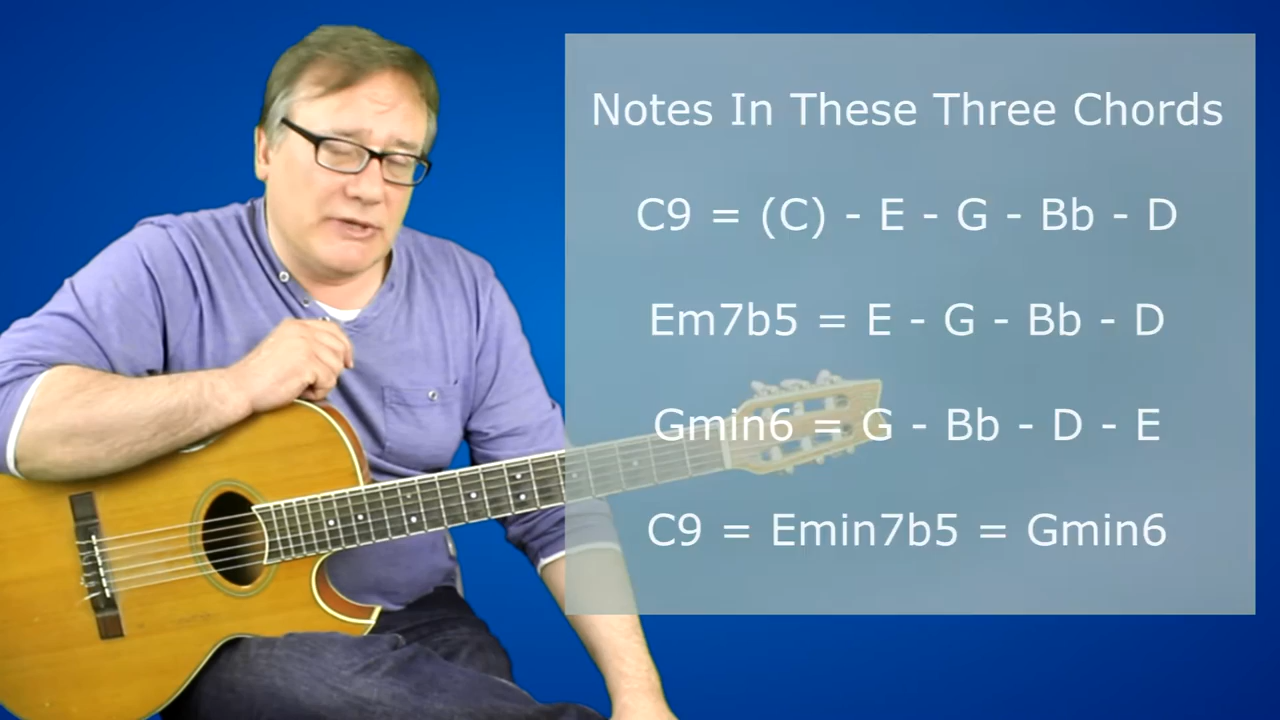 Notes In These Three Chords
C9 = (C) - E - G - Bb - D
Em7b5 = E - G - Bb - D
Gmin6 = G - Bb - D - E
C9 = Emin7b5 = Gmin6